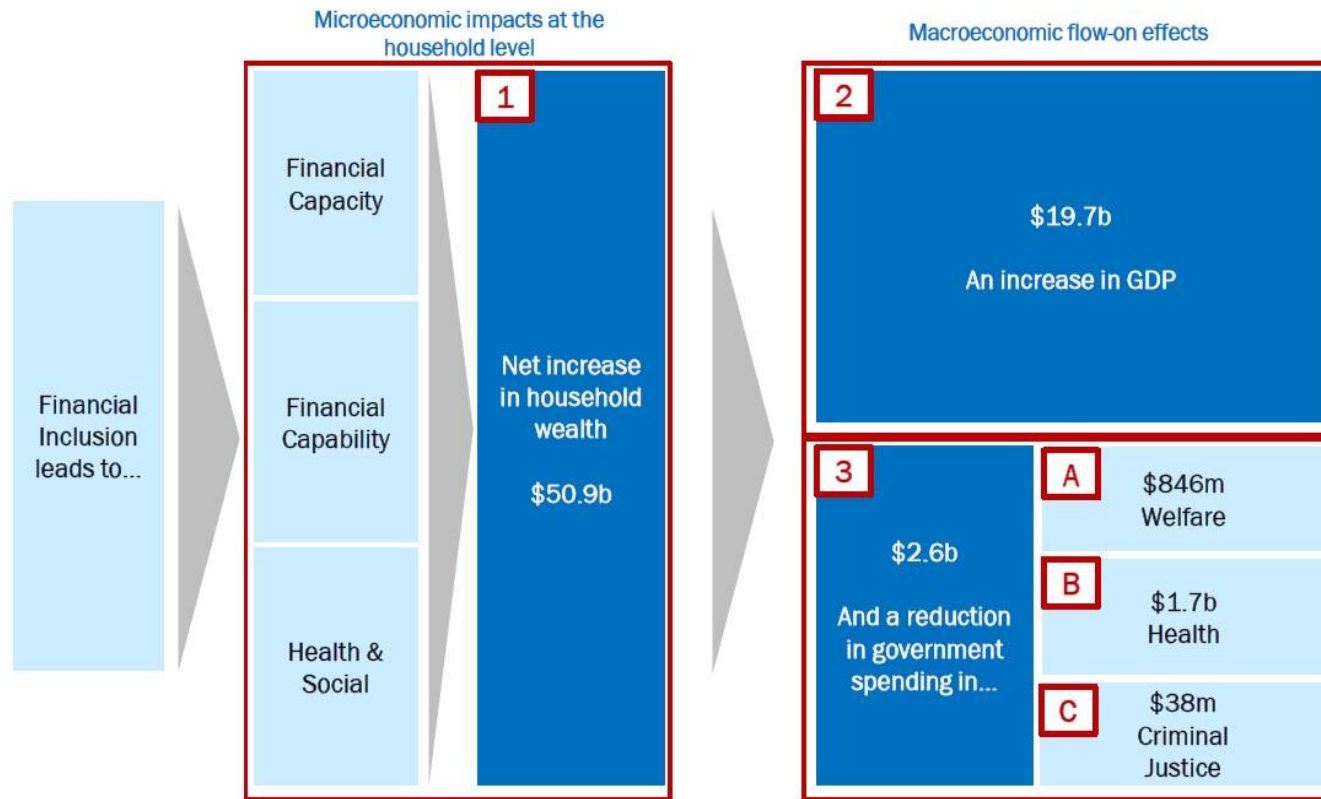 Microeconomic impacts at the
household level
Macroeconomic flow-on effects
Financial
Inclusion
leads to...
Financial
Capacity
Financial
Capability
Health &
Social
1
Net increase
in household
wealth
$50.9b
2
$19.7b
An increase in GDP
3
$2.6b
And a reduction
in government
spending in...
A
$846m
Welfare
B
$1.7b
Health
C
$38m
Criminal
Justice